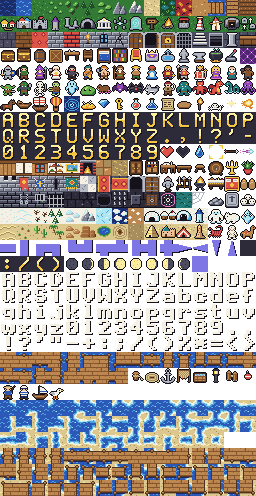 ABCDEFGHIJKLMNOP
QRSTUVWXYZ.,!?'-
0123456789
:/()
ABCDEFGHIJKLMNOP
QRSTUVWXYZabcdef
ghijklmnopqrstuv
wxyz0123456789.,
!?'"-+:;/()%*=<>